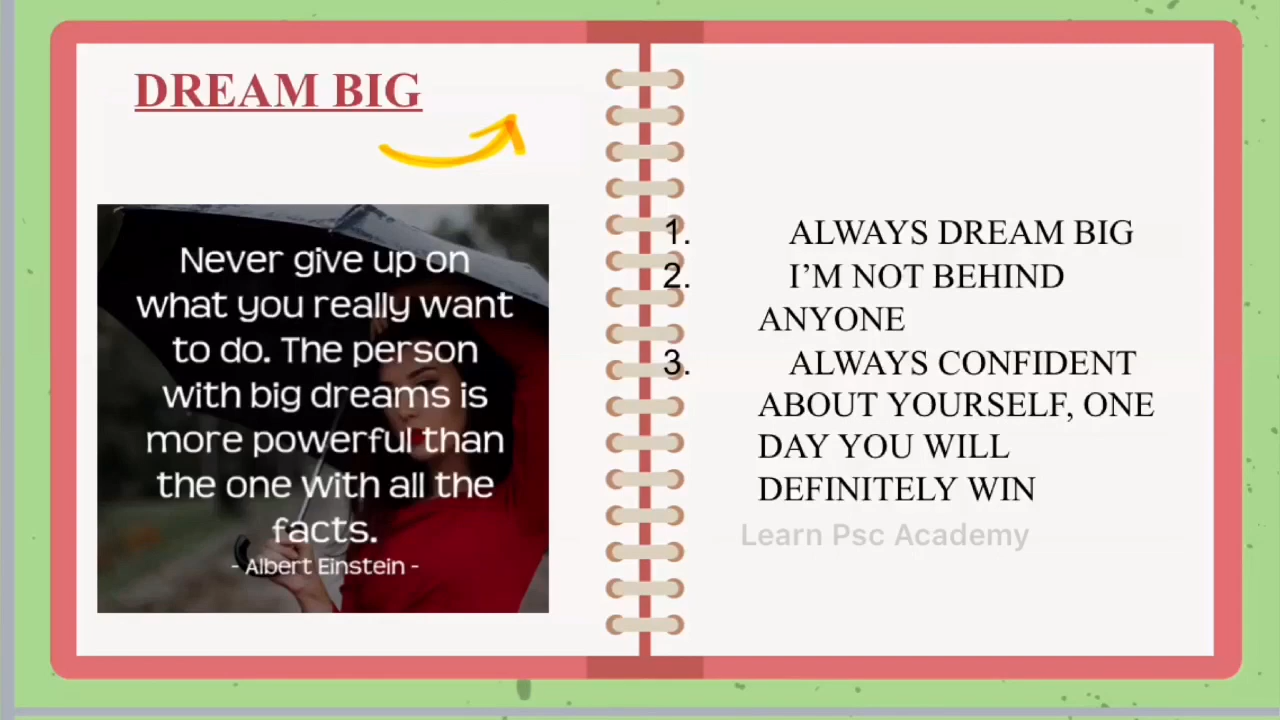 DREAM BIG
Never give up on
what you really want
to do. The person
with big dreams is
more powerful than
the one with all the
facts.
- Albert Einstein -
1. ALWAYS DREAM BIG
2. I’M NOT BEHIND
ANYONE
3. ALWAYS CONFIDENT
ABOUT YOURSELF, ONE
DAY YOU WILL
DEFINITELY WIN
Learn Psc Academy